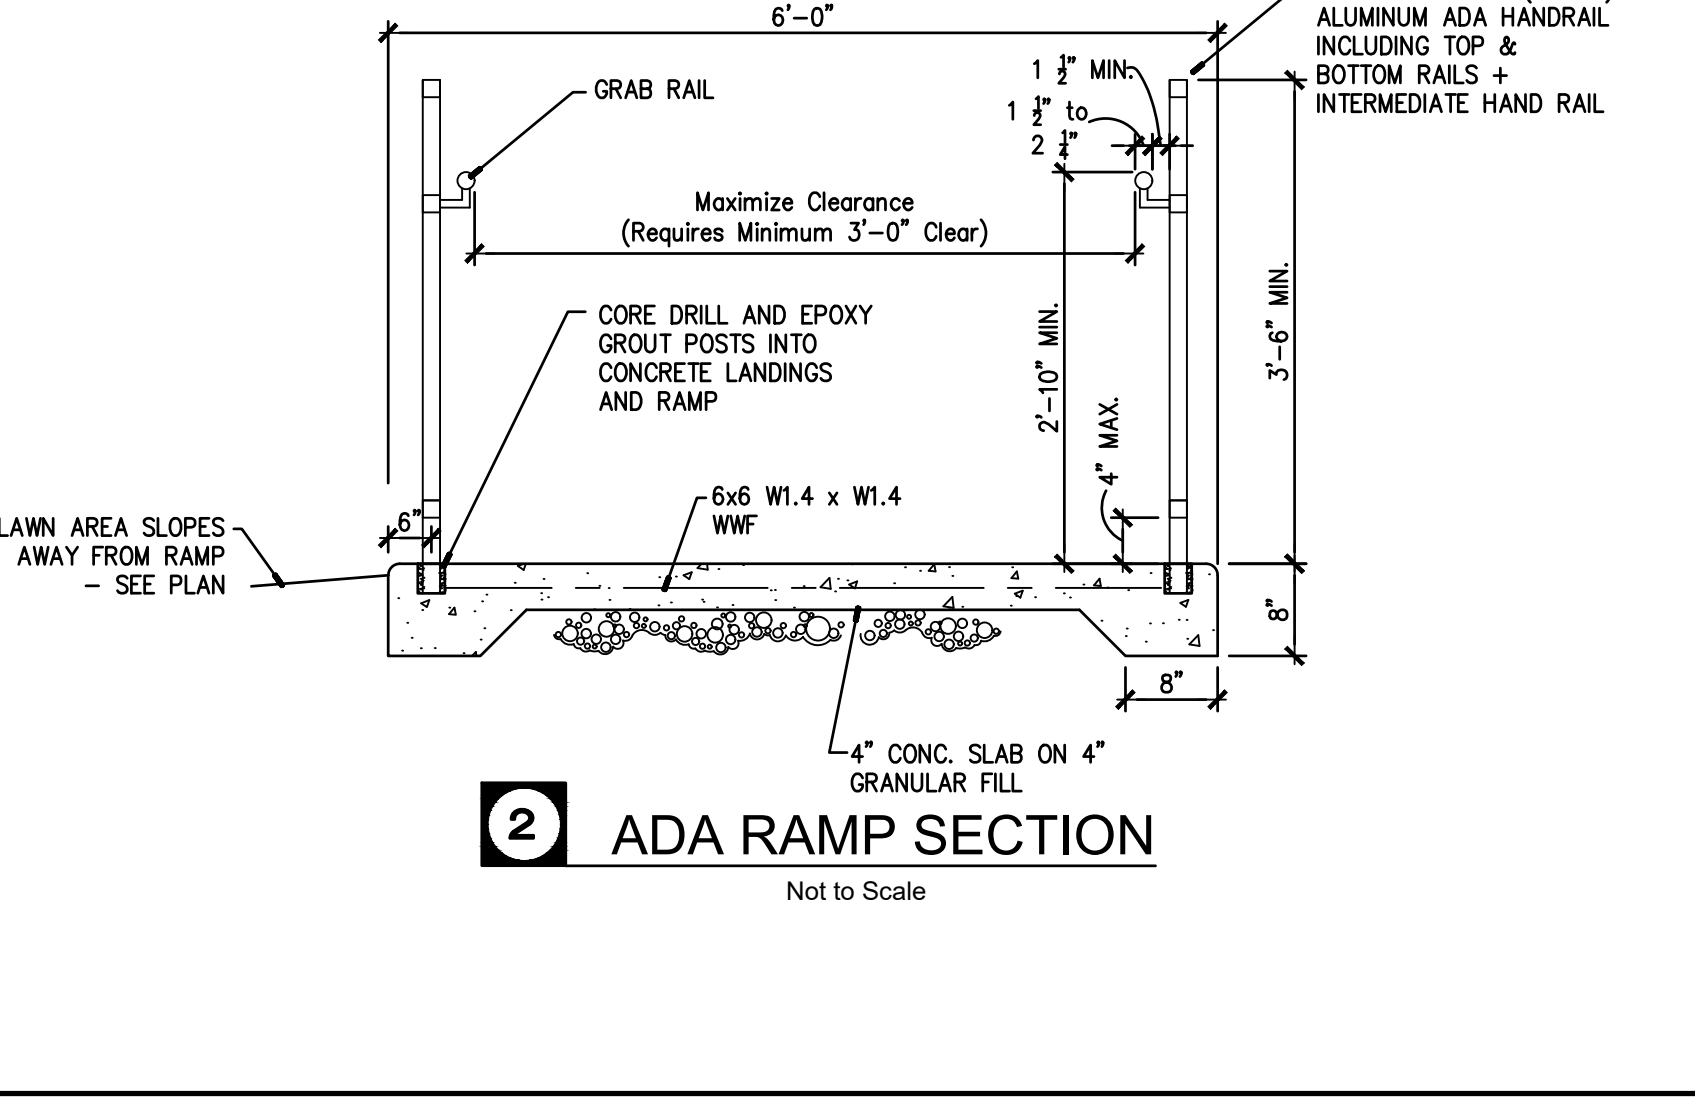 6'-0"
ALUMINUM ADA HANDRAIL
INCLUDING TOP &
BOTTOM RAILS +
INTERMEDIATE HAND RAIL
GRAB RAIL
1 1/2" MIN.
1 1/2" to
2 1/4"
Maximize Clearance
(Requires Minimum 3'-0" Clear)
CORE DRILL AND EPOXY
GROUT POSTS INTO
CONCRETE LANDINGS
AND RAMP
2'-10" MIN.
3'-6" MIN.
4" MAX.
6x6 W1.4 x W1.4
WWF
6"
LAWN AREA SLOPES
AWAY FROM RAMP
- SEE PLAN
8"
8"
4" CONC. SLAB ON 4"
GRANULAR FILL
2
ADA RAMP SECTION
Not to Scale